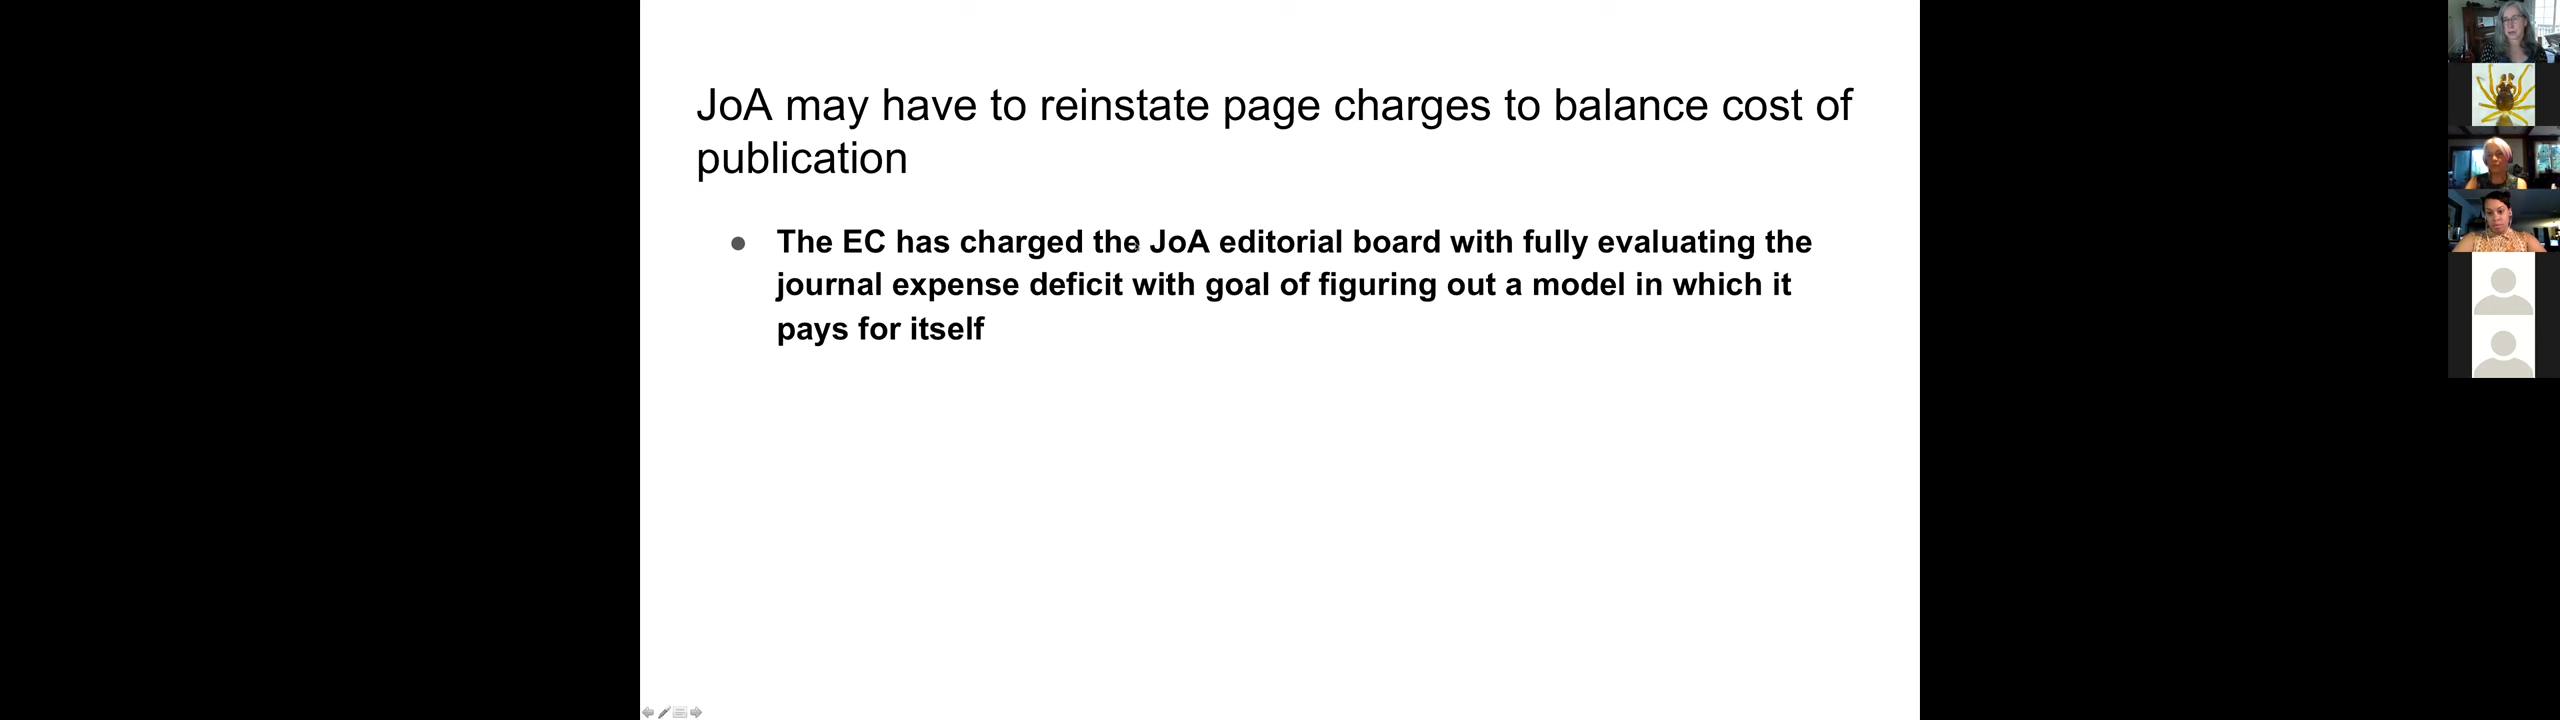 JoA may have to reinstate page charges to balance cost of
publication
● The EC has charged the JoA editorial board with fully evaluating the
journal expense deficit with goal of figuring out a model in which it
pays for itself